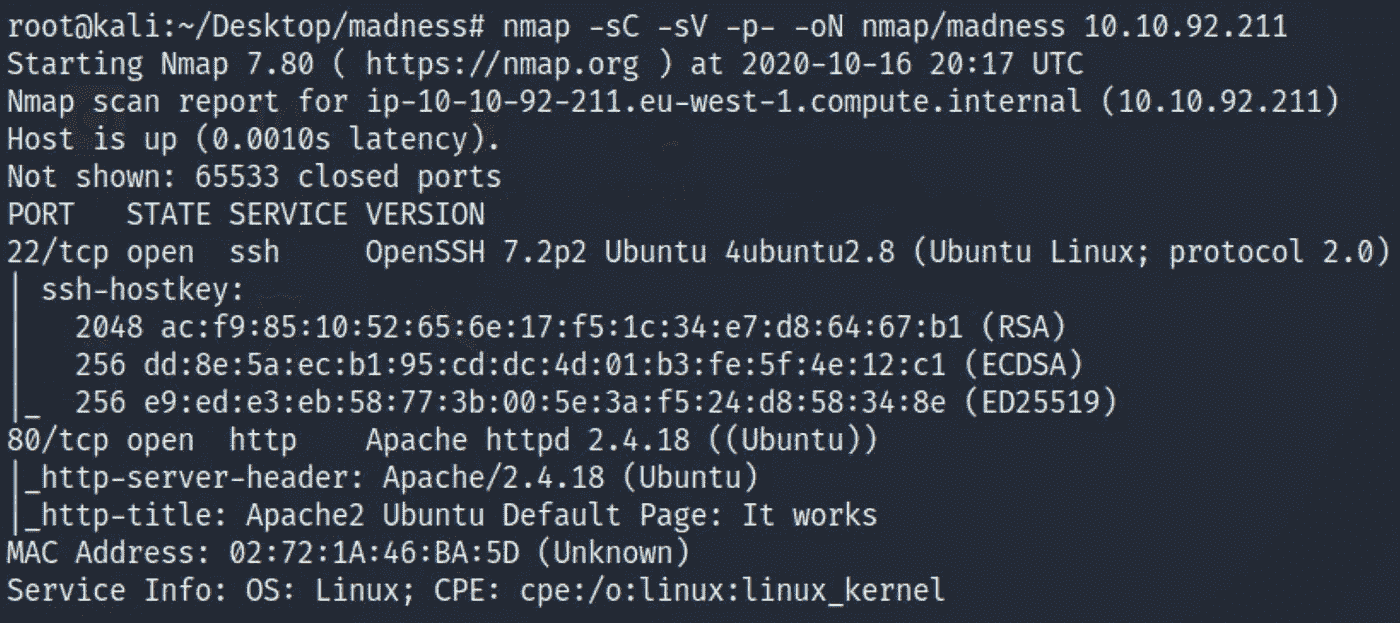 root@kali:~/Desktop/madness# nmap -sC -sV -p- -oN nmap/madness 10.10.92.211
Starting Nmap 7.80 ( https://nmap.org ) at 2020-10-16 20:17 UTC
Nmap scan report for ip-10-10-92-211.eu-west-1.compute.internal (10.10.92.211)
Host is up (0.0010s latency).
Not shown: 65533 closed ports
PORT   STATE SERVICE VERSION
22/tcp open  ssh     OpenSSH 7.2p2 Ubuntu 4ubuntu2.8 (Ubuntu Linux; protocol 2.0)
| ssh-hostkey:
|   2048 ac:f9:85:10:52:65:6e:17:f5:1c:34:e7:d8:64:67:b1 (RSA)
|   256 dd:8e:5a:ec:b1:95:cd:dc:4d:01:b3:fe:5f:4e:12:c1 (ECDSA)
|_  256 e9:ed:e3:eb:58:77:3b:00:5e:3a:f5:24:d8:58:34:8e (ED25519)
80/tcp open  http    Apache httpd 2.4.18 ((Ubuntu))
|_http-server-header: Apache/2.4.18 (Ubuntu)
|_http-title: Apache2 Ubuntu Default Page: It works
MAC Address: 02:72:1A:46:BA:5D (Unknown)
Service Info: OS: Linux; CPE: cpe:/o:linux:linux_kernel